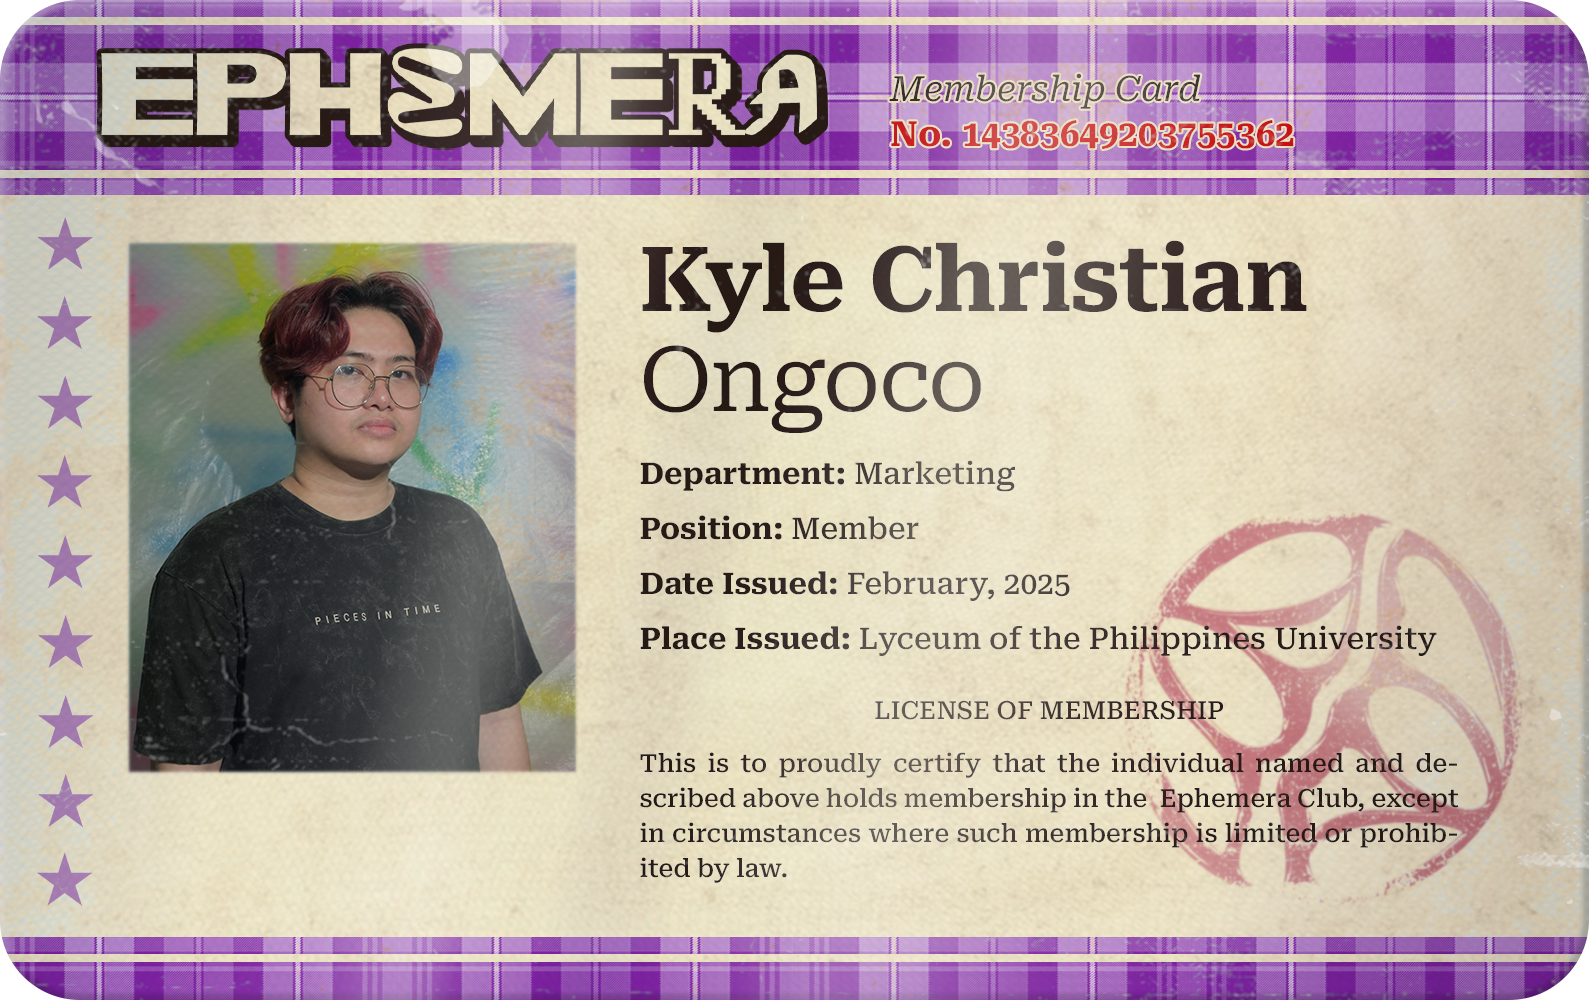 EPHEMERA
Membership Card
No. 14383649203755362
Kyle Christian
Ongoco
Department: Marketing
Position: Member
Date Issued: February, 2025
Place Issued: Lyceum of the Philippines University
PIECES IN TIME
LICENSE OF MEMBERSHIP
This is to proudly certify that the individual named and de-
scribed above holds membership in the Ephemera Club, except
in circumstances where such membership is limited or prohib-
ited by law.